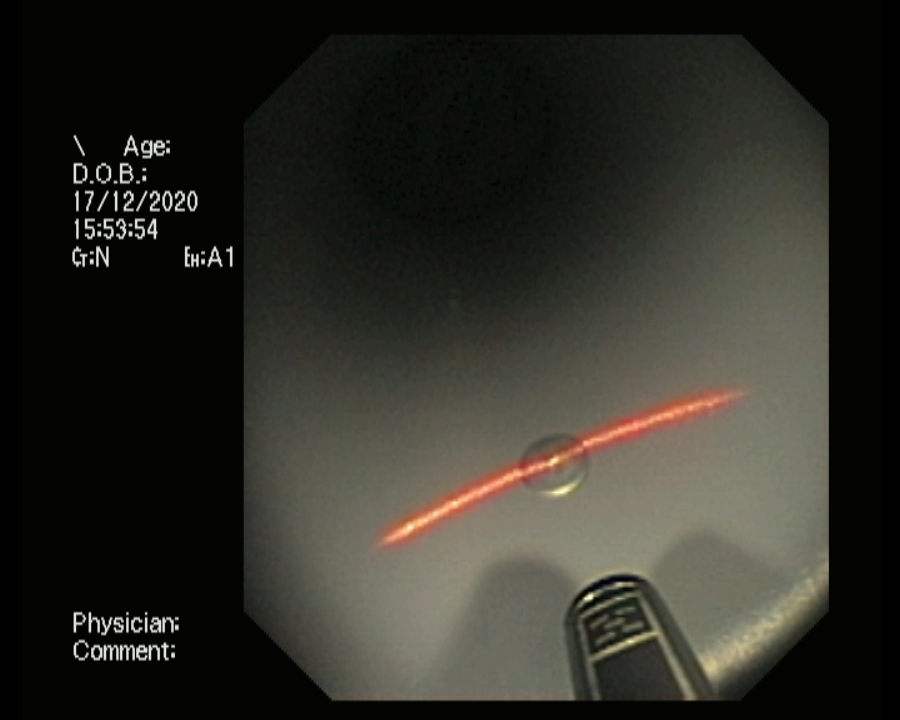 \ Age:
D.O.B.:
17/12/2020
15:53:54
Cr:N EH:A1
Physician:
Comment: